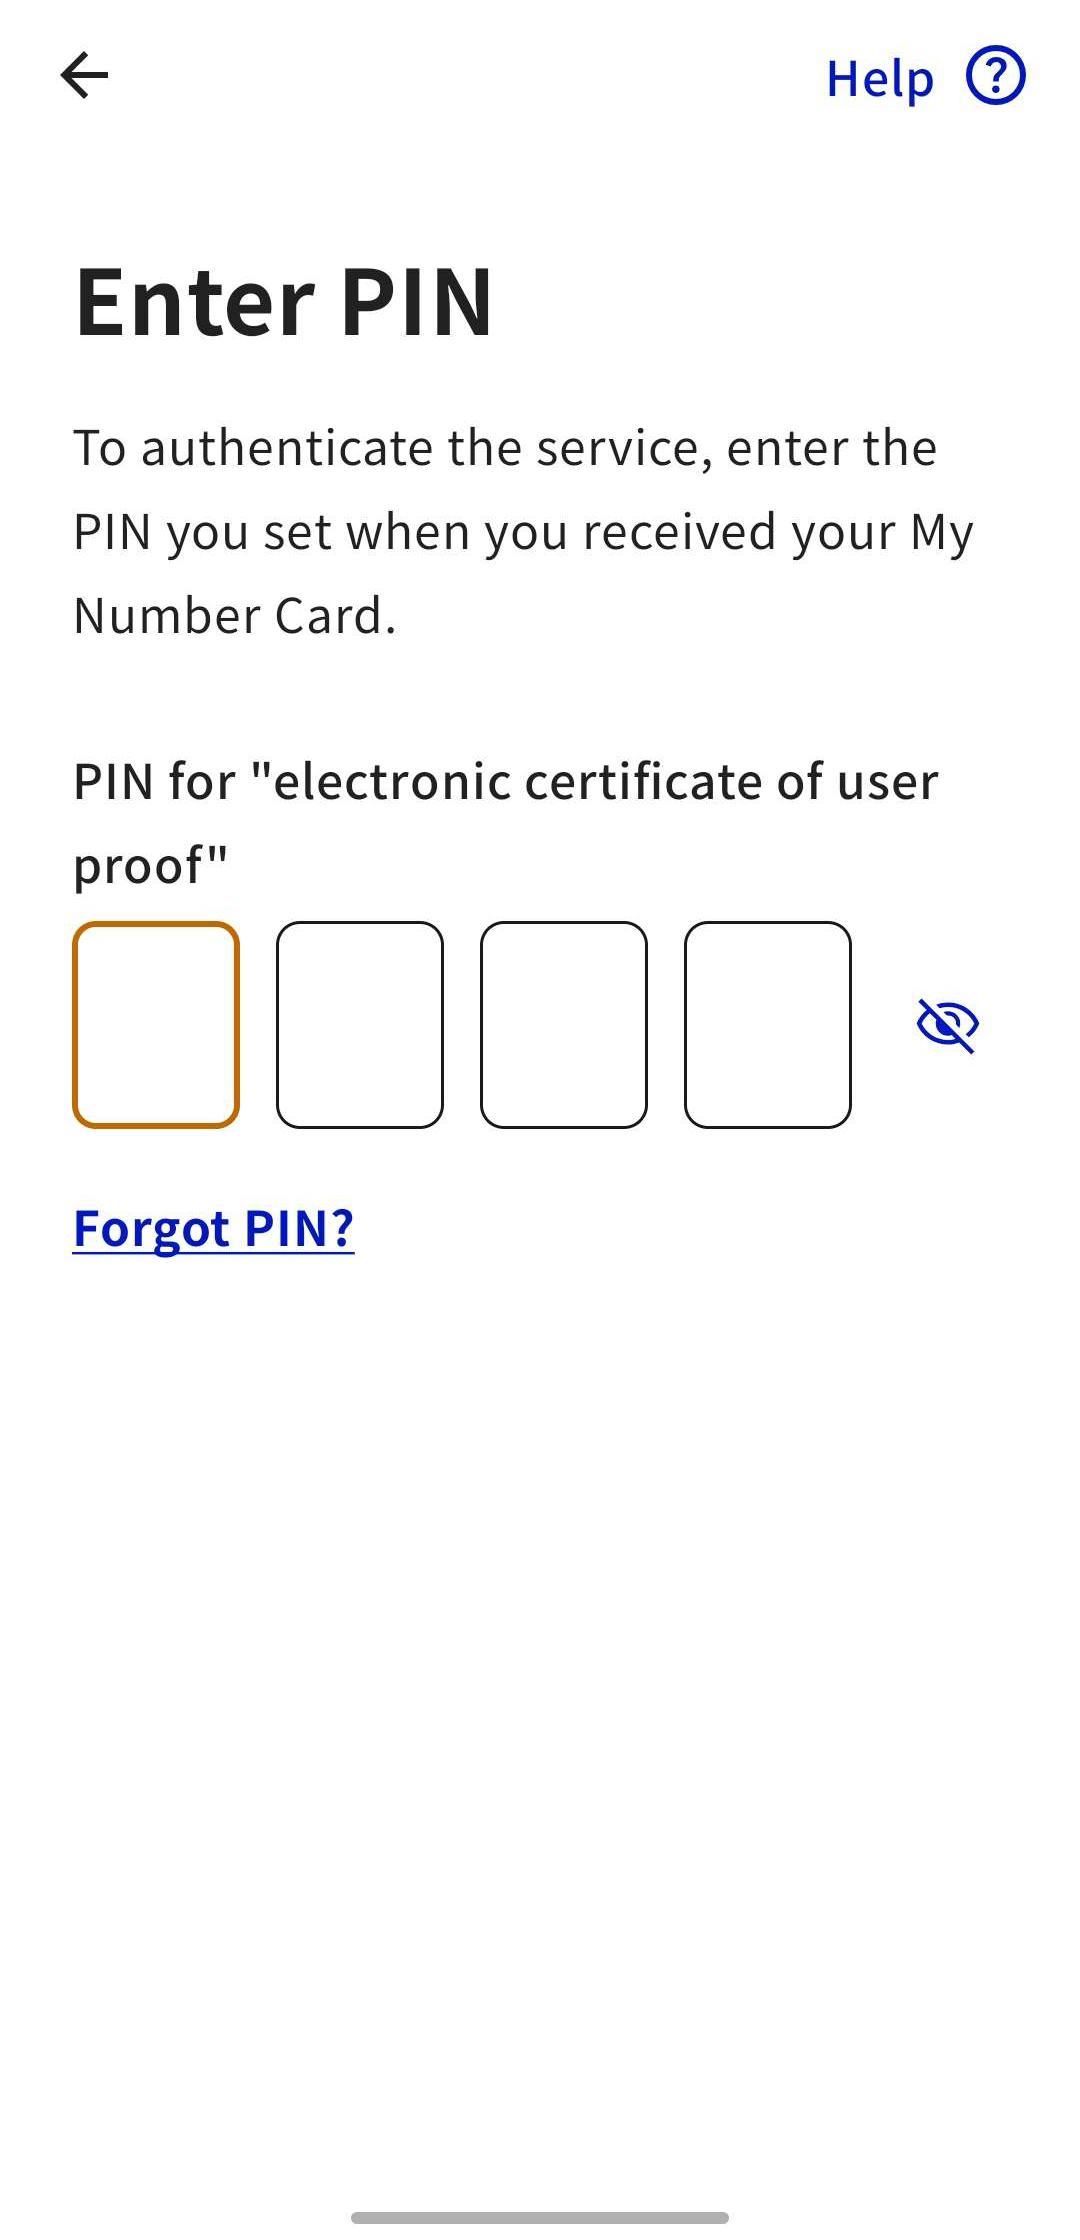 Help
Enter PIN
To authenticate the service, enter the
PIN you set when you received your My
Number Card.
PIN for "electronic certificate of user
proof"
Forgot PIN?